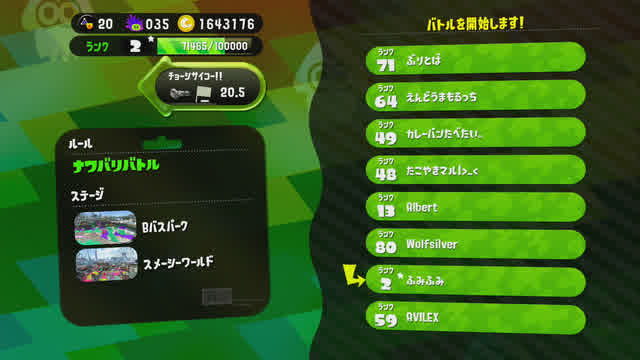 20
035
1643176
ランク 2 71965/100000
チョーシサイコー!!
20.5
ルール
ナワバリバトル
ステージ
Bバスパーク
スメーシーワールド
バトルを開始します!
ランク 71 ぷりとば
ランク 64 えんどうまもるっち
ランク 49 カレーパンたべたい。
ランク 48 たこやきマル|>_<
ランク 13 Albert
ランク 80 Wolfsilver
ランク 2 ふみふみ
ランク 59 AVILEX